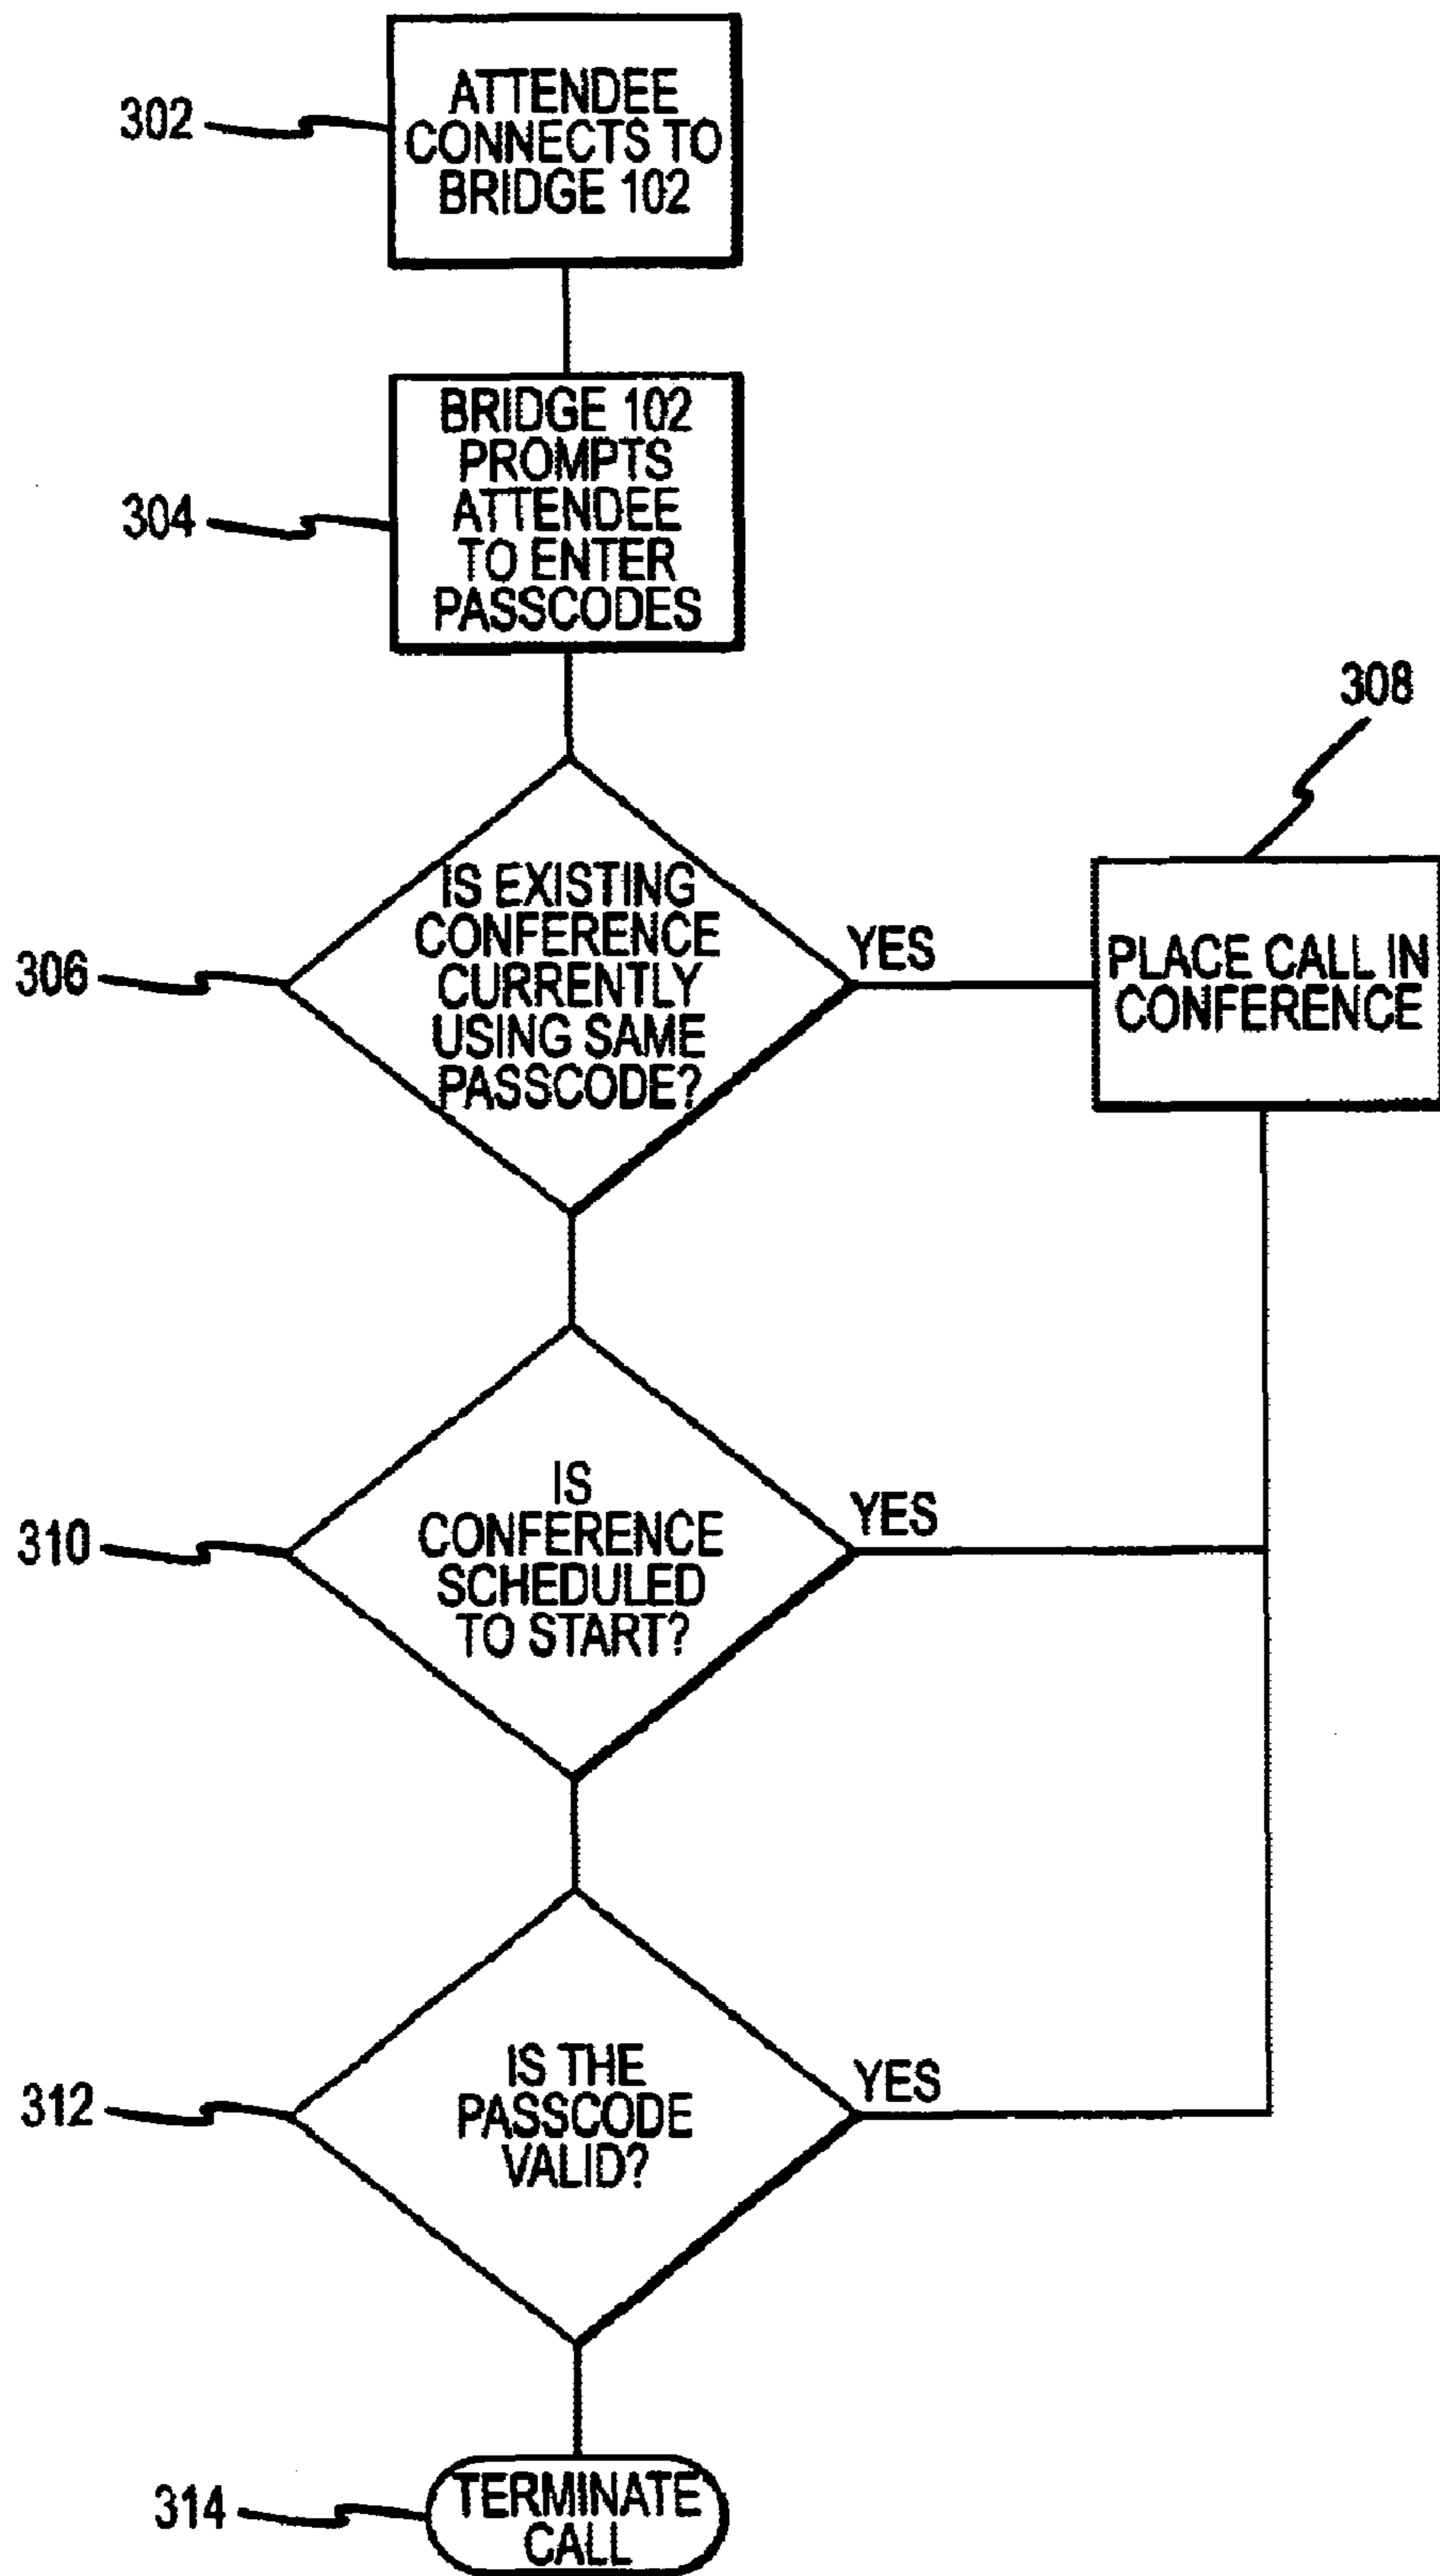 302
ATTENDEE
CONNECTS TO
BRIDGE 102
304
BRIDGE 102
PROMPTS
ATTENDEE
TO ENTER
PASSCODES
306
IS EXISTING
CONFERENCE
CURRENTLY
USING SAME
PASSCODE?
YES
308
PLACE CALL IN
CONFERENCE
310
IS
CONFERENCE
SCHEDULED
TO START?
YES
312
IS THE
PASSCODE
VALID?
YES
314
TERMINATE
CALL